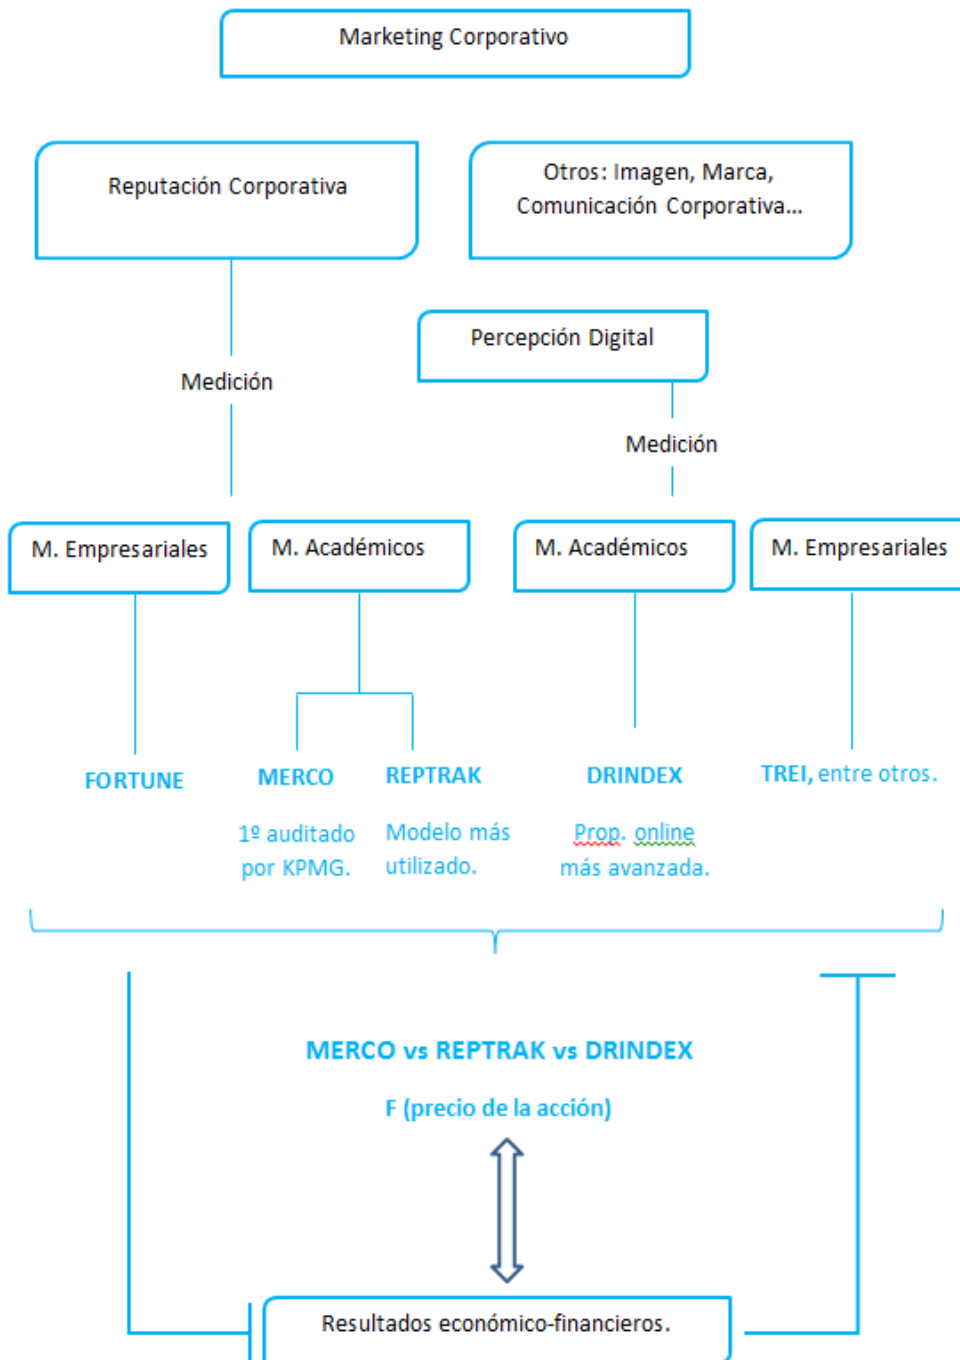 Marketing Corporativo
Reputación Corporativa
Otros: Imagen, Marca,
Comunicación Corporativa...
Percepción Digital
Medición
Medición
M. Empresariales
M. Académicos
M. Académicos
M. Empresariales
FORTUNE
MERCO
REPTRAK
DRINDEX
TREI, entre otros.
1º auditado
por KPMG.
Modelo más
utilizado.
Prop. online
más avanzada.
MERCO vs REPTRAK vs DRINDEX
F (precio de la acción)
Resultados económico-financieros.